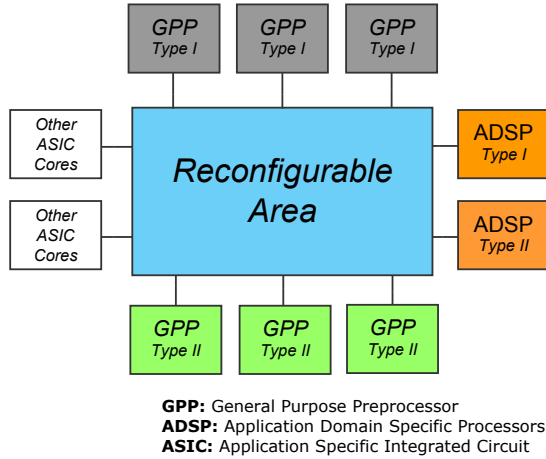 GPP
Type I
GPP
Type I
GPP
Type I
Other
ASIC
Cores
Reconfigurable
Area
ADSP
Type I
Other
ASIC
Cores
ADSP
Type II
GPP
Type II
GPP
Type II
GPP
Type II
GPP: General Purpose Preprocessor
ADSP: Application Domain Specific Processors
ASIC: Application Specific Integrated Circuit